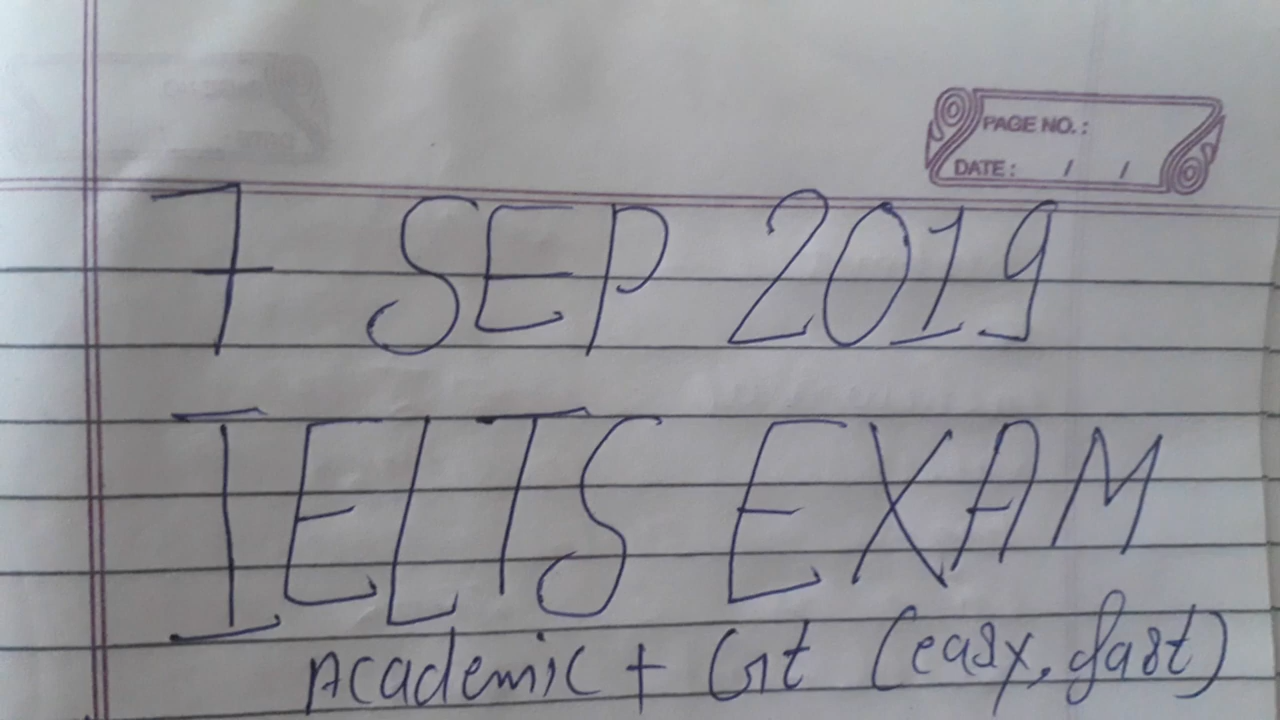 PAGE NO.:
DATE: / /
7 SEP 2019
IELTS EXAM
Academic + Gt (easy, fast)